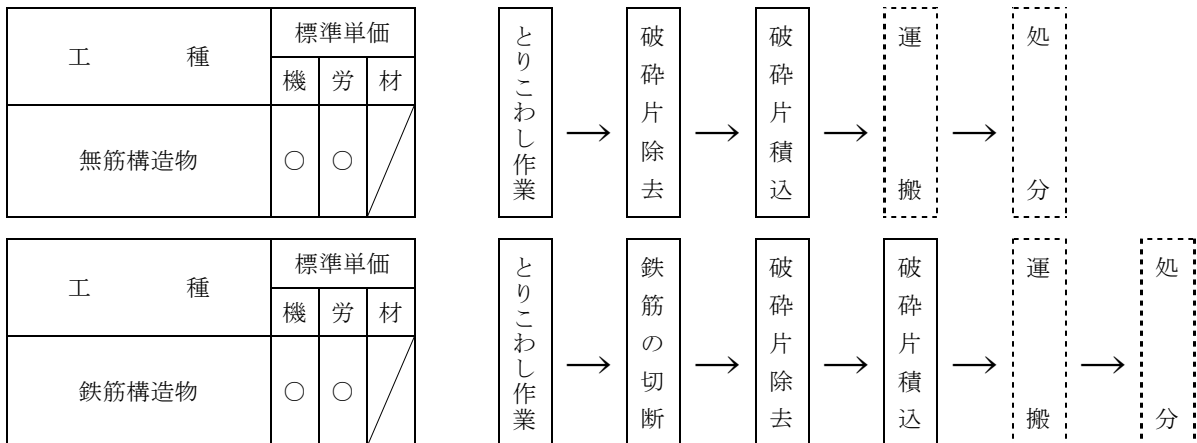 工種 標準単価
機 労 材
無筋構造物 ○ ○
とりこわし作業 → 破砕片除去 → 破砕片積込 → 運搬 → 処分
工種 標準単価
機 労 材
鉄筋構造物 ○ ○
とりこわし作業 → 鉄筋の切断 → 破砕片除去 → 破砕片積込 → 運搬 → 処分